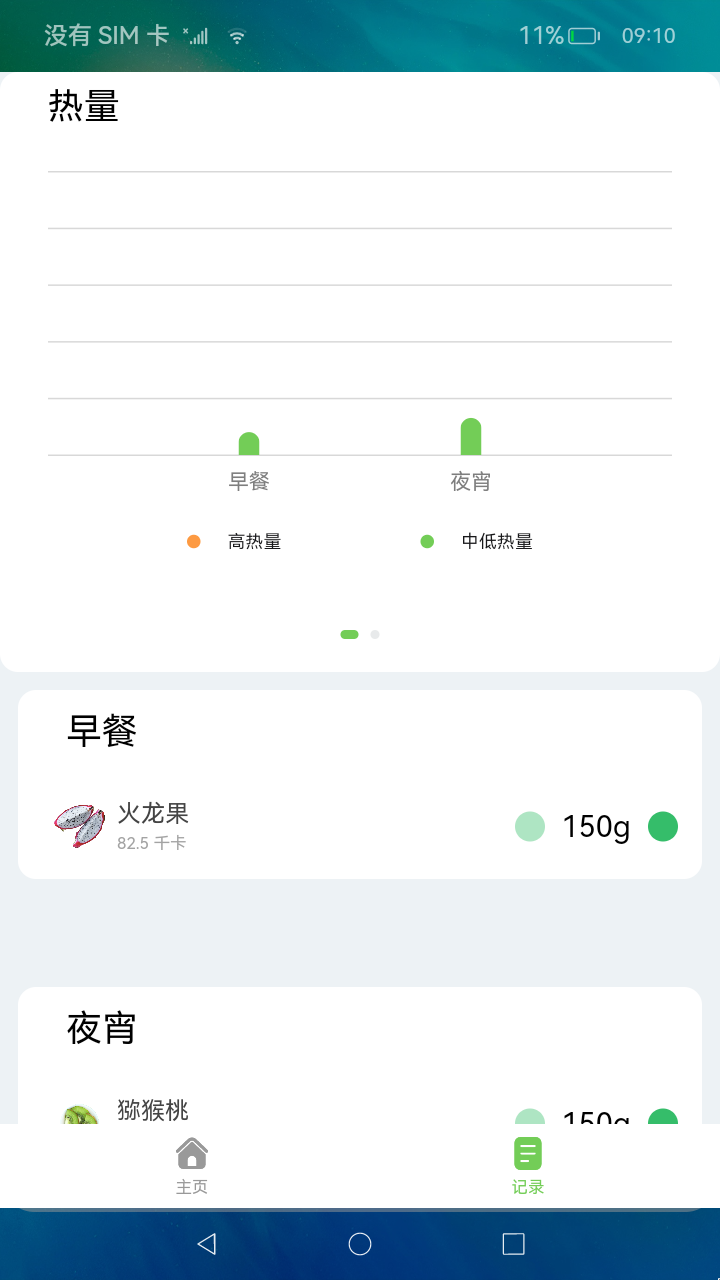 没有 SIM 卡 11% 09:10
热量
早餐 夜宵
高热量 中低热量
早餐
火龙果
82.5 千卡
150g
夜宵
猕猴桃
150g
主页 记录